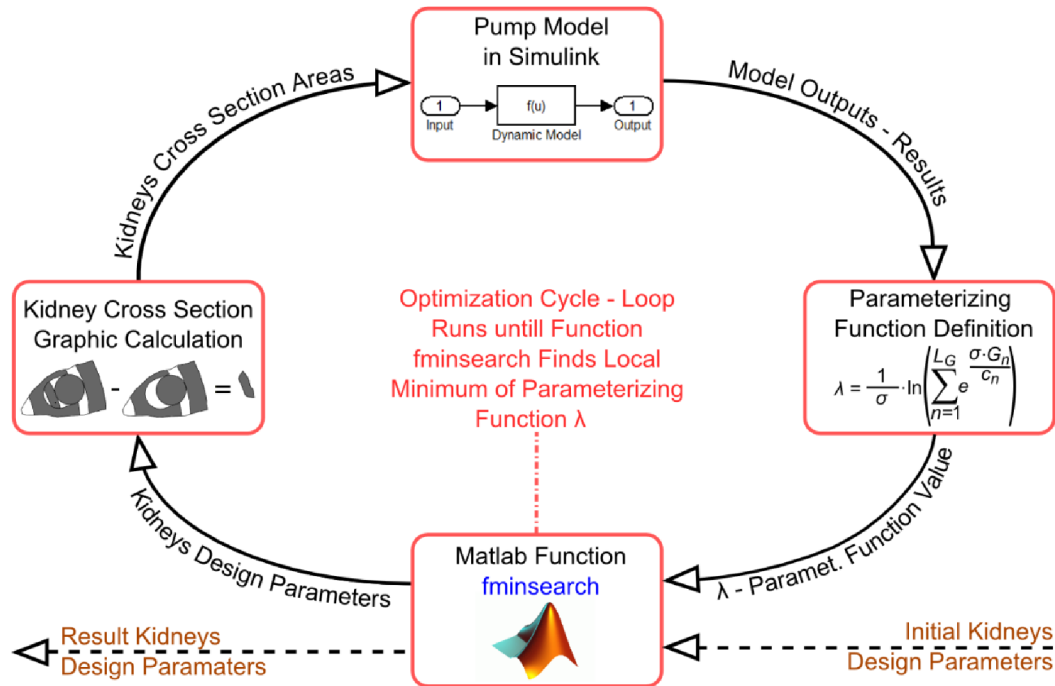 Pump Model
in Simulink
1
f(u)
1
Input
Dynamic Model
Output
Kidneys Cross Section Areas
Model Outputs - Results
Kidney Cross Section
Graphic Calculation
- =
Optimization Cycle - Loop
Runs untill Function
fminsearch Finds Local
Minimum of Parameterizing
Function λ
Parameterizing
Function Definition
λ = 1/σ · ln(∑_{n=1}^{L_G} e^{σ·G_n/c_n})
Kidneys Design Parameters
λ - Paramet. Function Value
Matlab Function
fminsearch
Result Kidneys
Design Paramaters
Initial Kidneys
Design Parameters